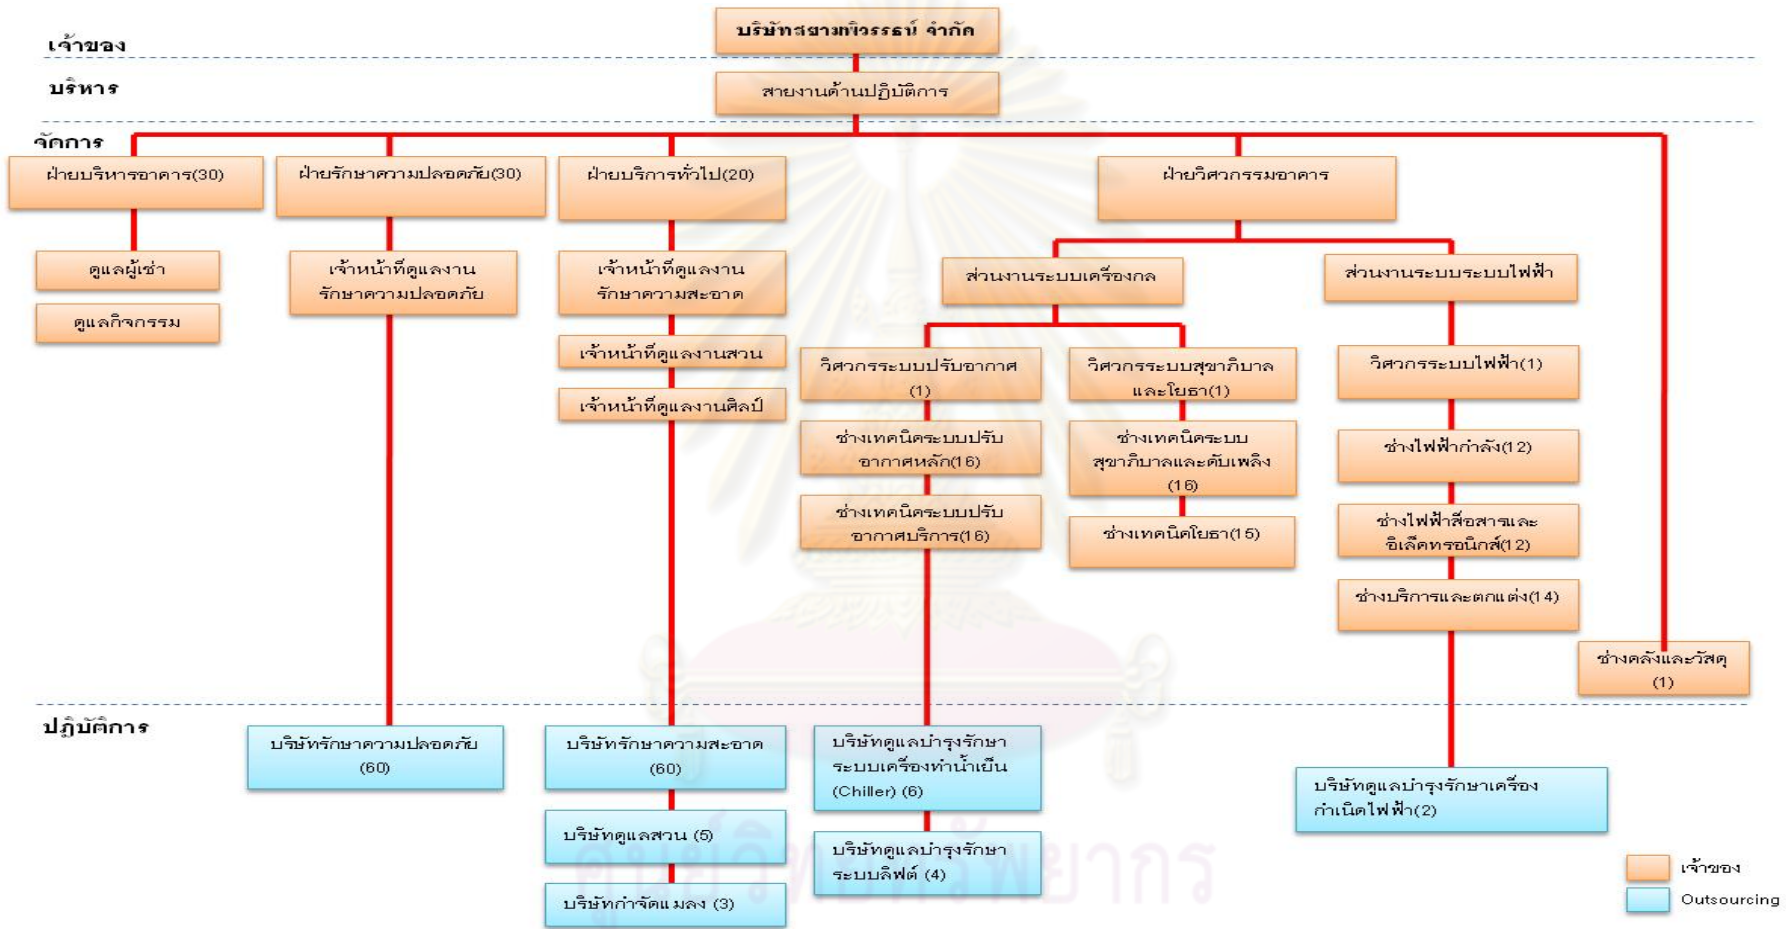 บริษัทสยามพิวรรธน์ จำกัด
เจ้าของ
บริหาร
สายงานด้านปฏิบัติการ
จัดการ
ฝ่ายบริหารอาคาร(30)
ฝ่ายรักษาความปลอดภัย(30)
ฝ่ายบริการทั่วไป(20)
ฝ่ายวิศวกรรมอาคาร
ดูแลผู้เช่า
ดูแลกิจกรรม
เจ้าหน้าที่ดูแลงาน
รักษาความปลอดภัย
เจ้าหน้าที่ดูแลงาน
รักษาความสะอาด
เจ้าหน้าที่ดูแลงานสวน
เจ้าหน้าที่ดูแลงานศิลป์
ส่วนงานระบบเครื่องกล
ส่วนงานระบบระบบไฟฟ้า
วิศวกรระบบปรับอากาศ
(1)
วิศวกรระบบสุขาภิบาล
และโยธา(1)
วิศวกรระบบไฟฟ้า(1)
ช่างเทคนิคระบบปรับ
อากาศหลัก(16)
ช่างเทคนิคระบบ
สุขาภิบาลและดับเพลิง
(16)
ช่างไฟฟ้ากำลัง(12)
ช่างเทคนิคระบบปรับ
อากาศบริการ(16)
ช่างเทคนิคโยธา(15)
ช่างไฟฟ้าสื่อสารและ
อิเล็คทรอนิกส์(12)
ช่างบริการและตกแต่ง(14)
ช่างคลังและวัสดุ
(1)
ปฏิบัติการ
บริษัทรักษาความปลอดภัย
(60)
บริษัทรักษาความสะอาด
(60)
บริษัทดูแลบำรุงรักษา
ระบบเครื่องทำน้ำเย็น
(Chiller) (6)
บริษัทดูแลบำรุงรักษาเครื่อง
กำเนิดไฟฟ้า(2)
บริษัทดูแลสวน (5)
บริษัทดูแลบำรุงรักษา
ระบบลิฟต์ (4)
บริษัทกำจัดแมลง (3)
เจ้าของ
Outsourcing
ศูนย์วิทยทรัพยากร